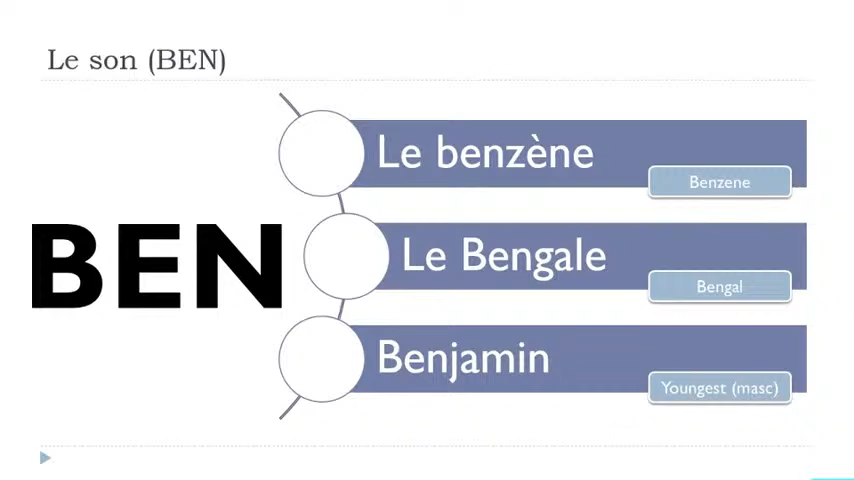 Le son (BEN)
Le benzène
Benzene
BEN
Le Bengale
Bengal
Benjamin
Youngest (masc)